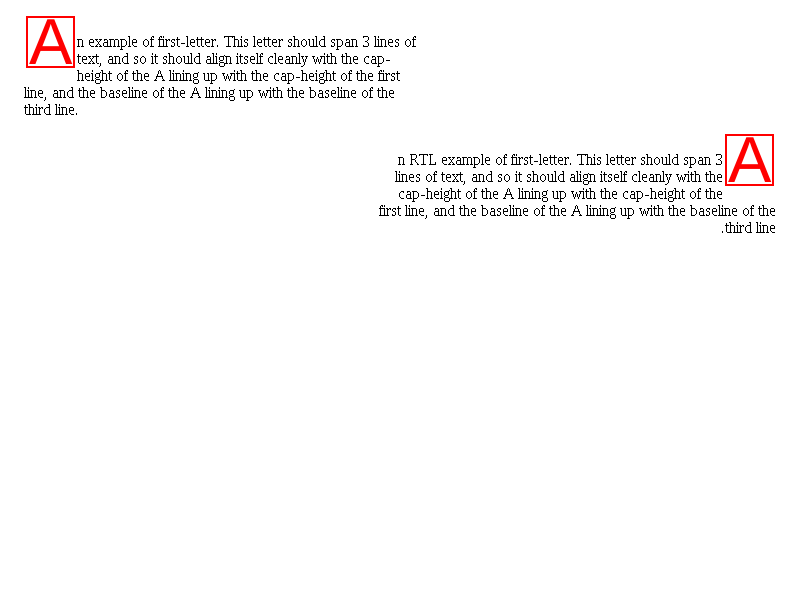 An example of first-letter. This letter should span 3 lines of
text, and so it should align itself cleanly with the cap-
height of the A lining up with the cap-height of the first
line, and the baseline of the A lining up with the baseline of the
third line.
An RTL example of first-letter. This letter should span 3
lines of text, and so it should align itself cleanly with the
cap-height of the A lining up with the cap-height of the
first line, and the baseline of the A lining up with the baseline of the
.third line